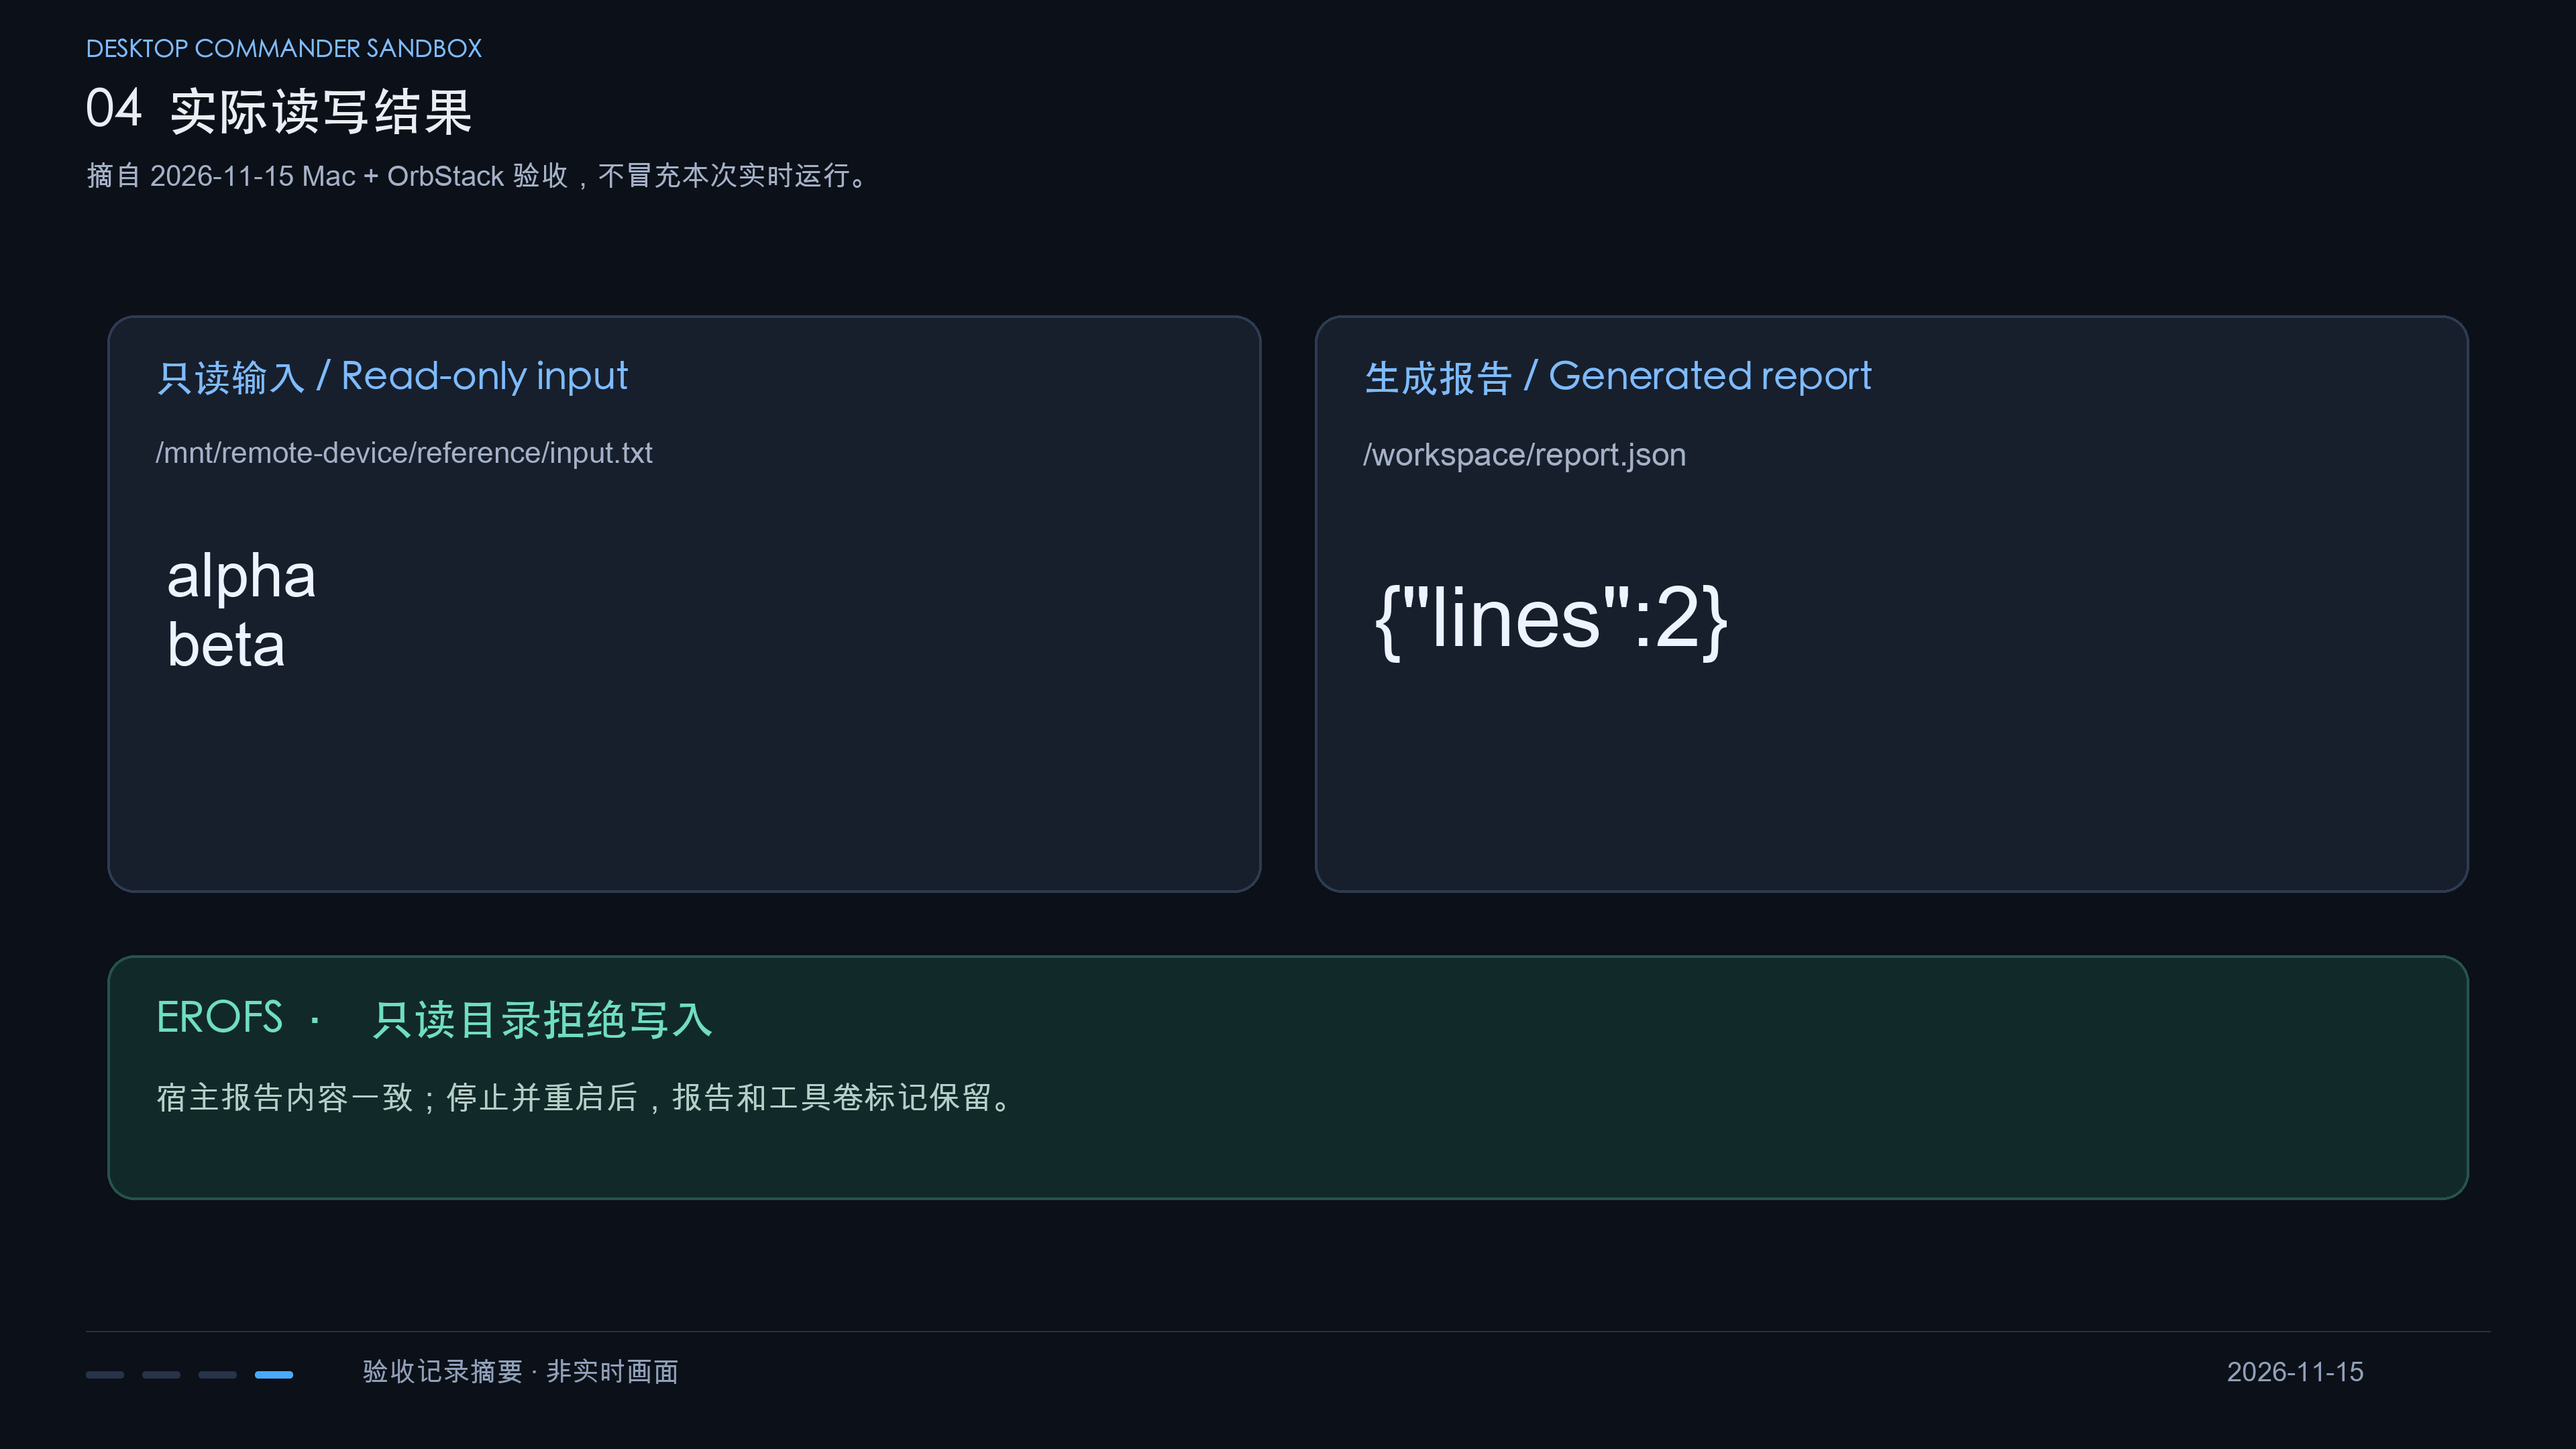 DESKTOP COMMANDER SANDBOX
04 实际读写结果
摘自 2026-11-15 Mac + OrbStack 验收，不冒充本次实时运行。
只读输入 / Read-only input
/mnt/remote-device/reference/input.txt
alpha
beta
生成报告 / Generated report
/workspace/report.json
{"lines":2}
EROFS · 只读目录拒绝写入
宿主报告内容一致；停止并重启后，报告和工具卷标记保留。
验收记录摘要 · 非实时画面
2026-11-15